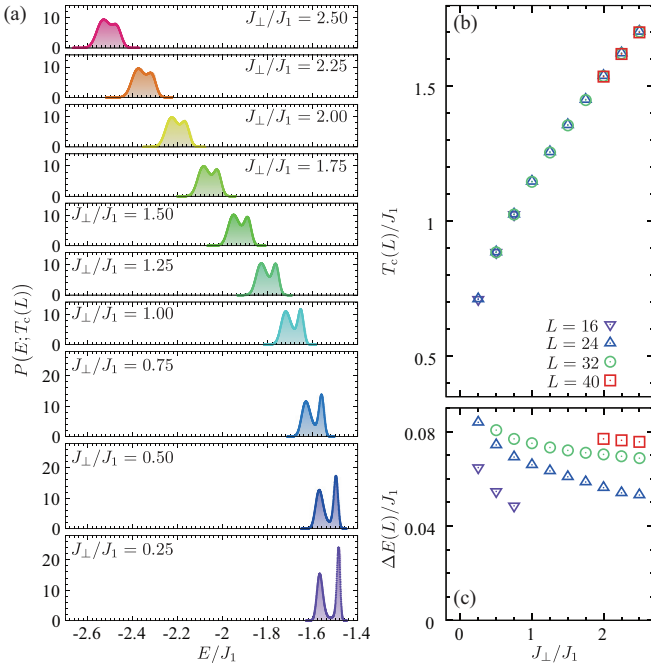 (a)
10
0
J⊥/J1 = 2.50
10
0
J⊥/J1 = 2.25
10
0
J⊥/J1 = 2.00
10
0
J⊥/J1 = 1.75
10
0
J⊥/J1 = 1.50
10
0
J⊥/J1 = 1.25
10
0
J⊥/J1 = 1.00
20
10
0
J⊥/J1 = 0.75
20
10
0
J⊥/J1 = 0.50
20
10
0
J⊥/J1 = 0.25
P(E; Tc(L))
-2.6 -2.4 -2.2 -2 -1.8 -1.6 -1.4
E/J1
(b)
1.5
1
0.5
Tc(L)/J1
L = 16
L = 24
L = 32
L = 40
(c)
0.08
0.04
0
ΔE(L)/J1
0 1 2
J⊥/J1